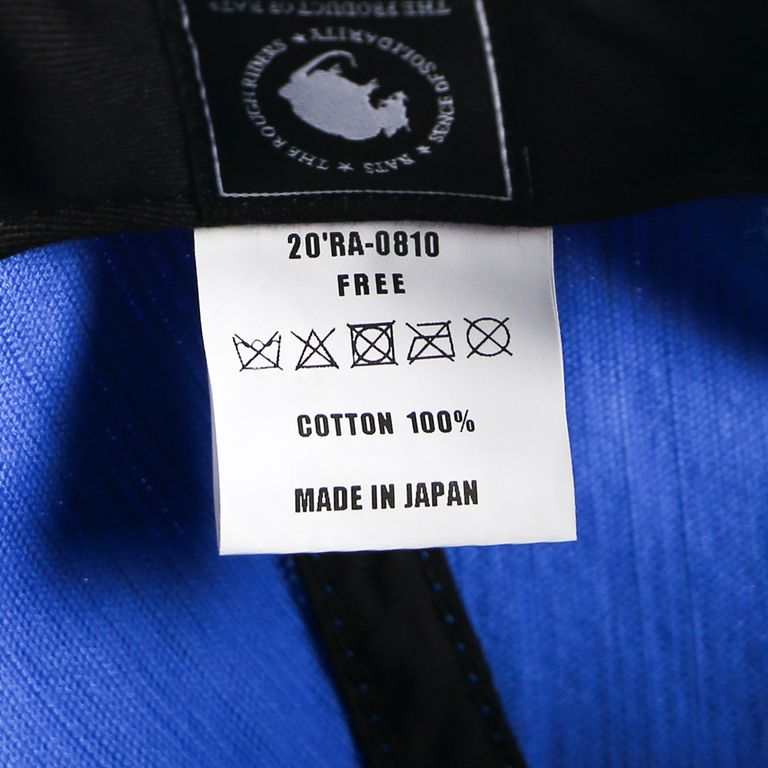 THE PRODUCT OF RATS
★ THE ROUGH RIDERS ★ SENCE OF SOLIDARITY ★ RATS
20'RA-0810
FREE
COTTON 100%
MADE IN JAPAN